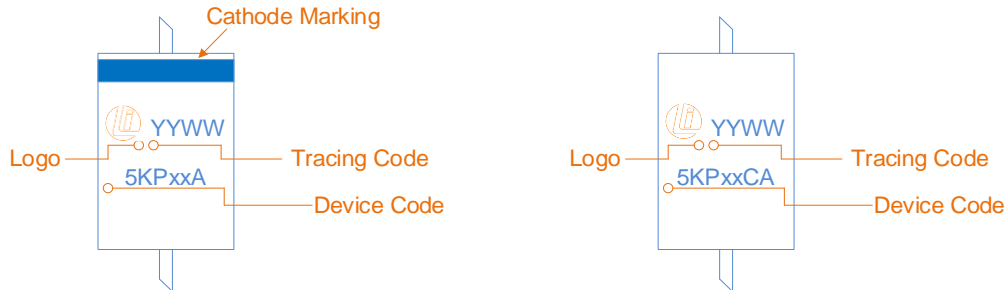 Cathode Marking
YYWW
Logo
Tracing Code
5KPxxA
Device Code
YYWW
Logo
Tracing Code
5KPxxCA
Device Code